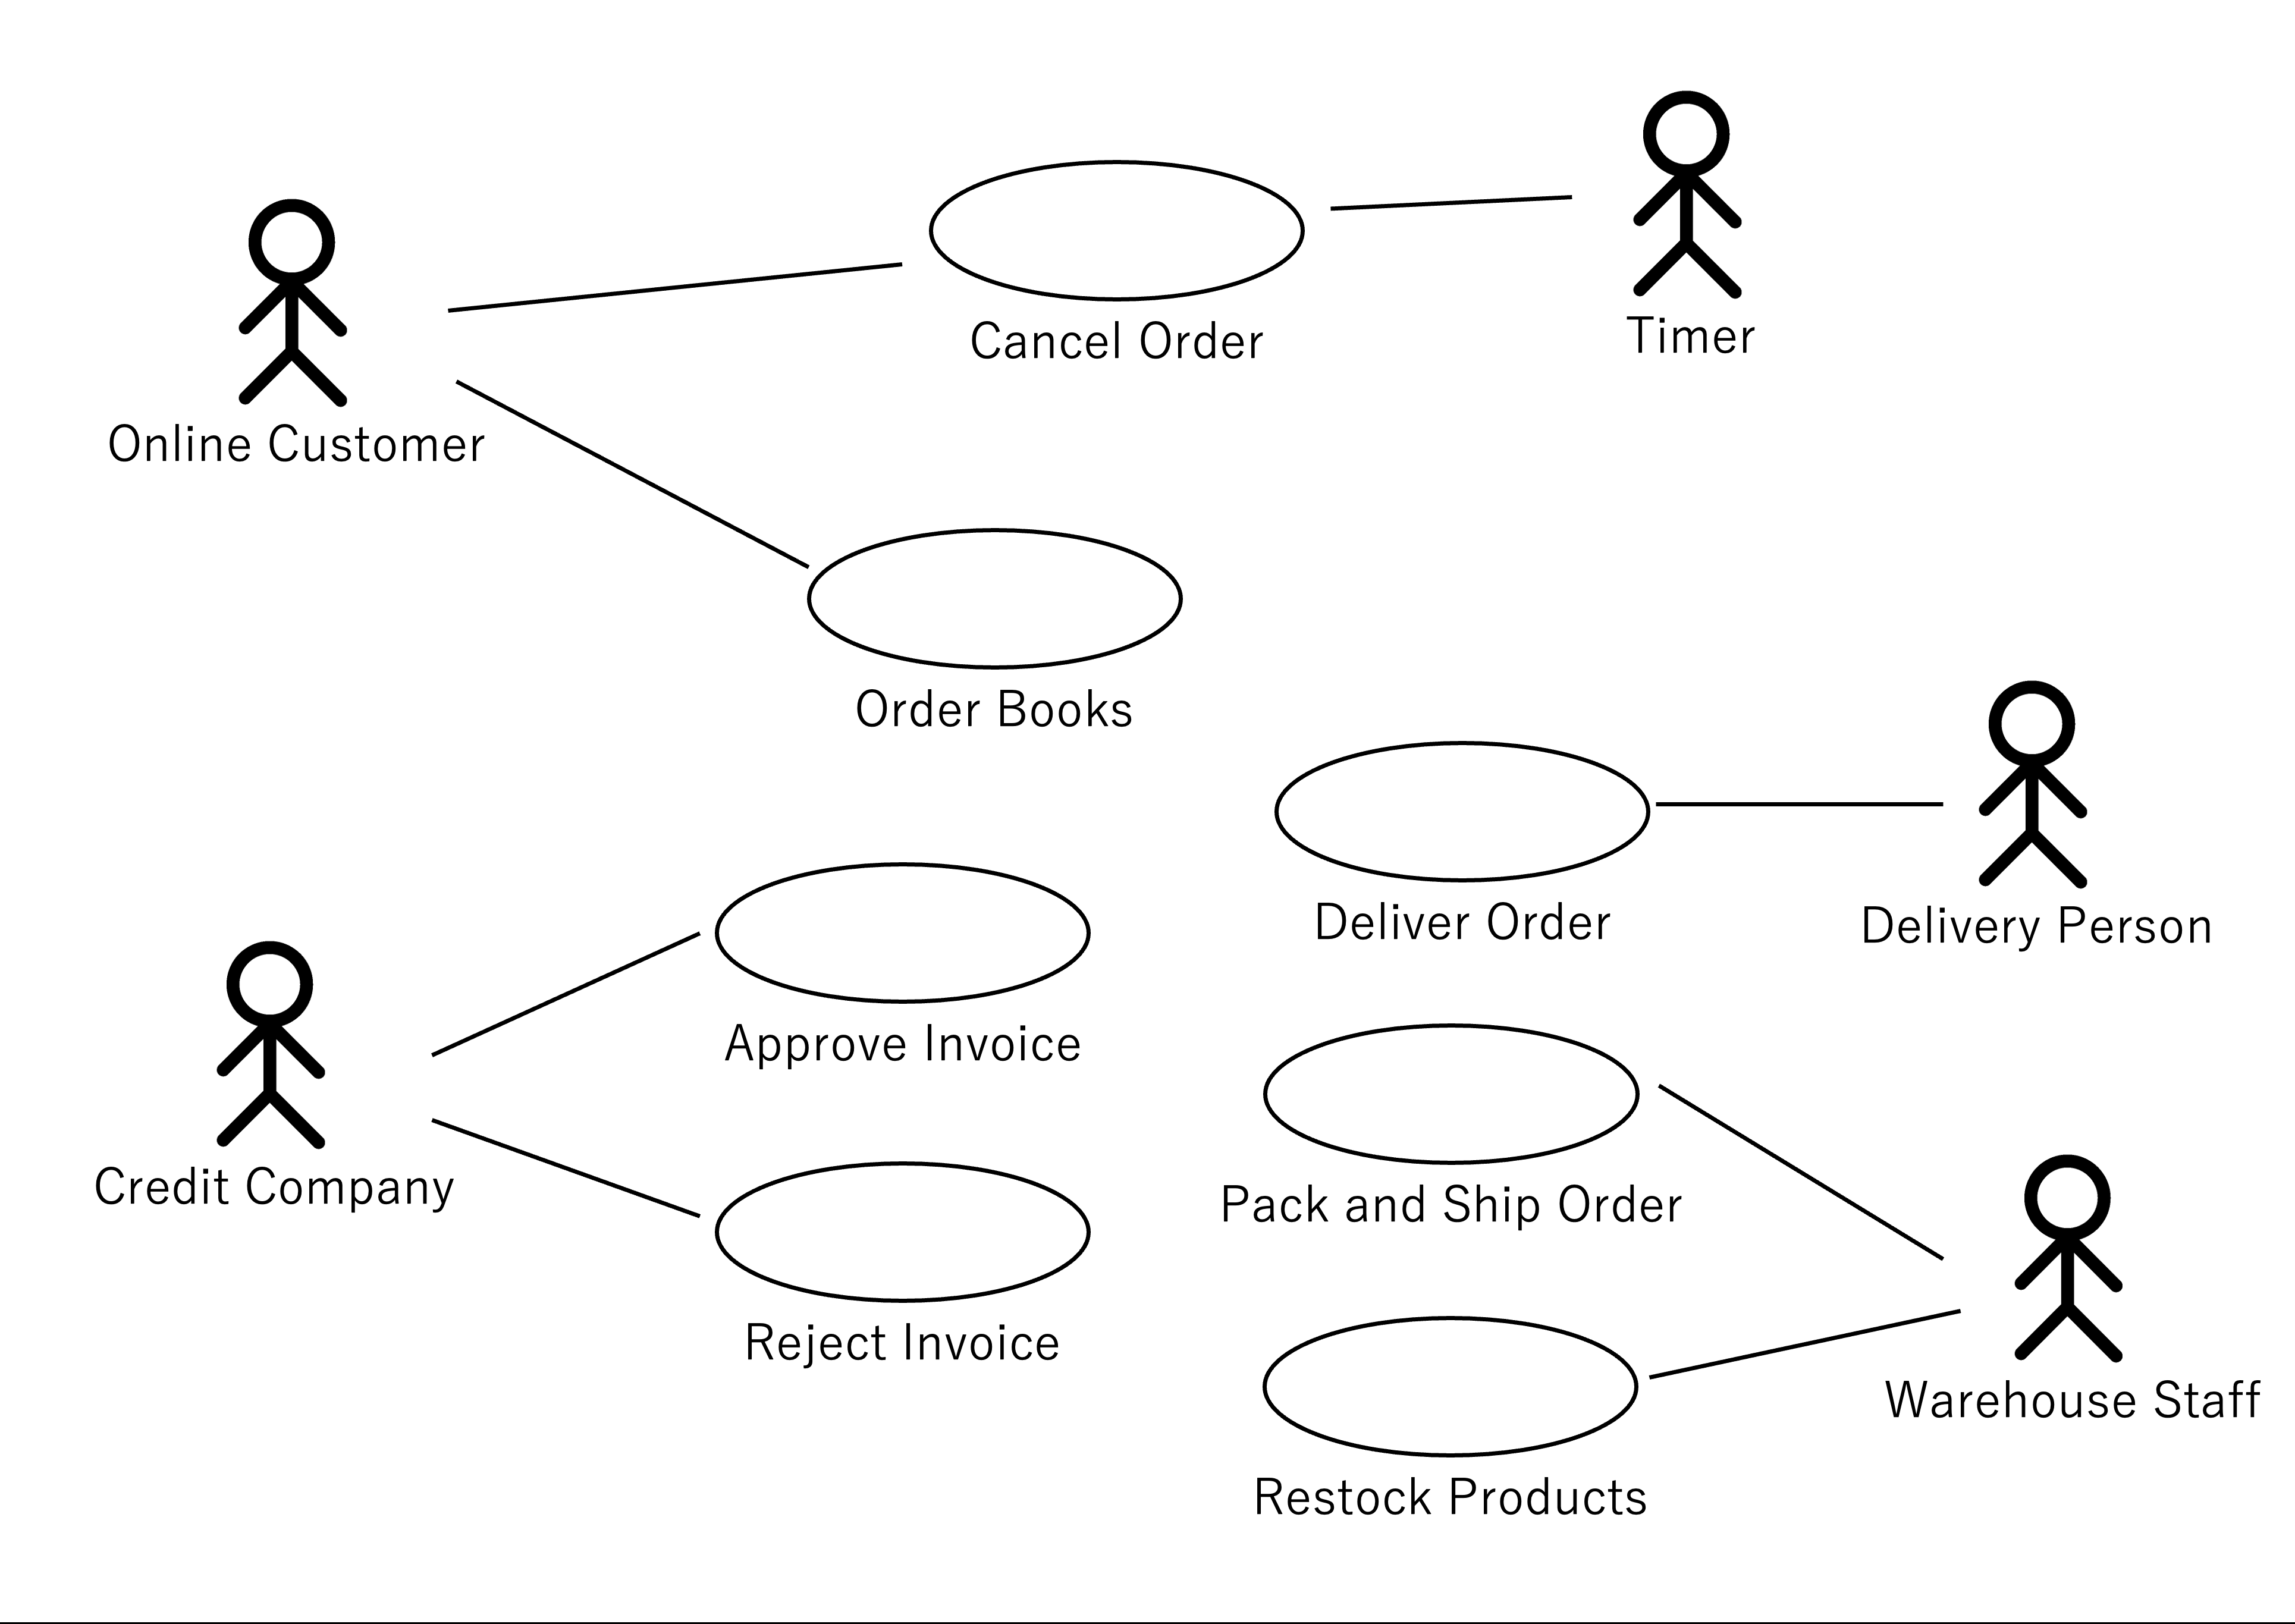 Timer
Cancel Order
Online Customer
Order Books
Deliver Order
Delivery Person
Approve Invoice
Credit Company
Pack and Ship Order
Reject Invoice
Warehouse Staff
Restock Products